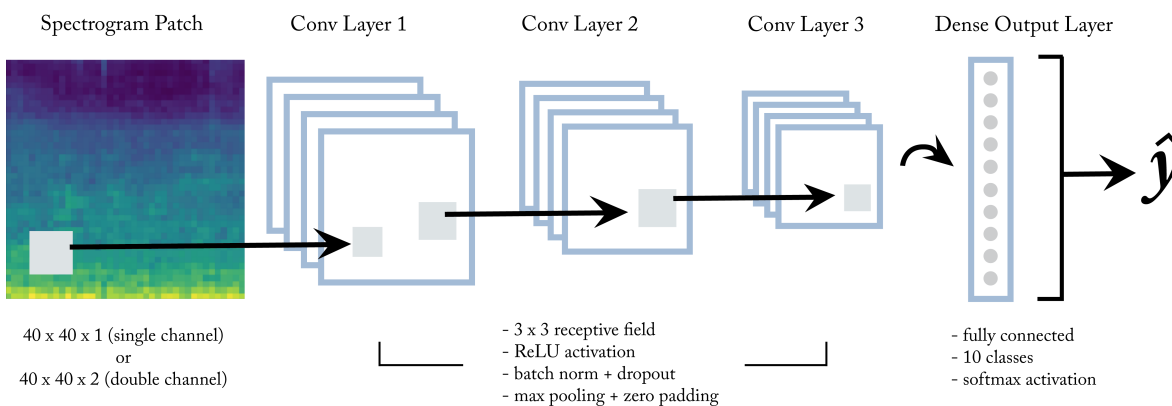 Spectrogram Patch
Conv Layer 1
Conv Layer 2
Conv Layer 3
Dense Output Layer
ŷ
40 x 40 x 1 (single channel)
or
40 x 40 x 2 (double channel)
- 3 x 3 receptive field
- ReLU activation
- batch norm + dropout
- max pooling + zero padding
- fully connected
- 10 classes
- softmax activation